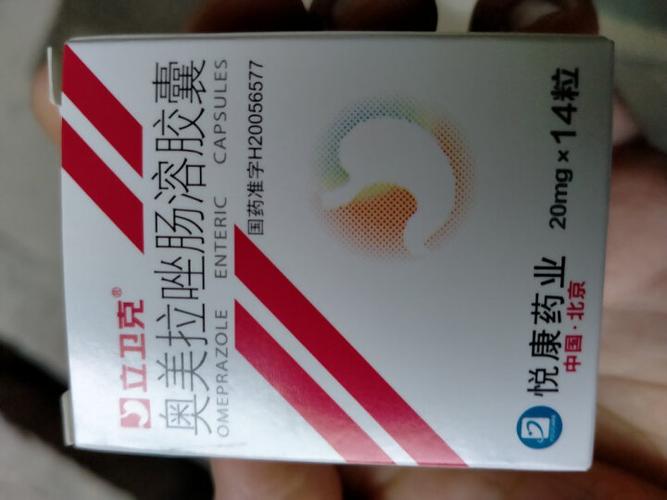 立卫克®
奥美拉唑肠溶胶囊
OMEPRAZOLE ENTERIC CAPSULES
国药准字H20056577
悦康药业 20mg×14粒
中国·北京